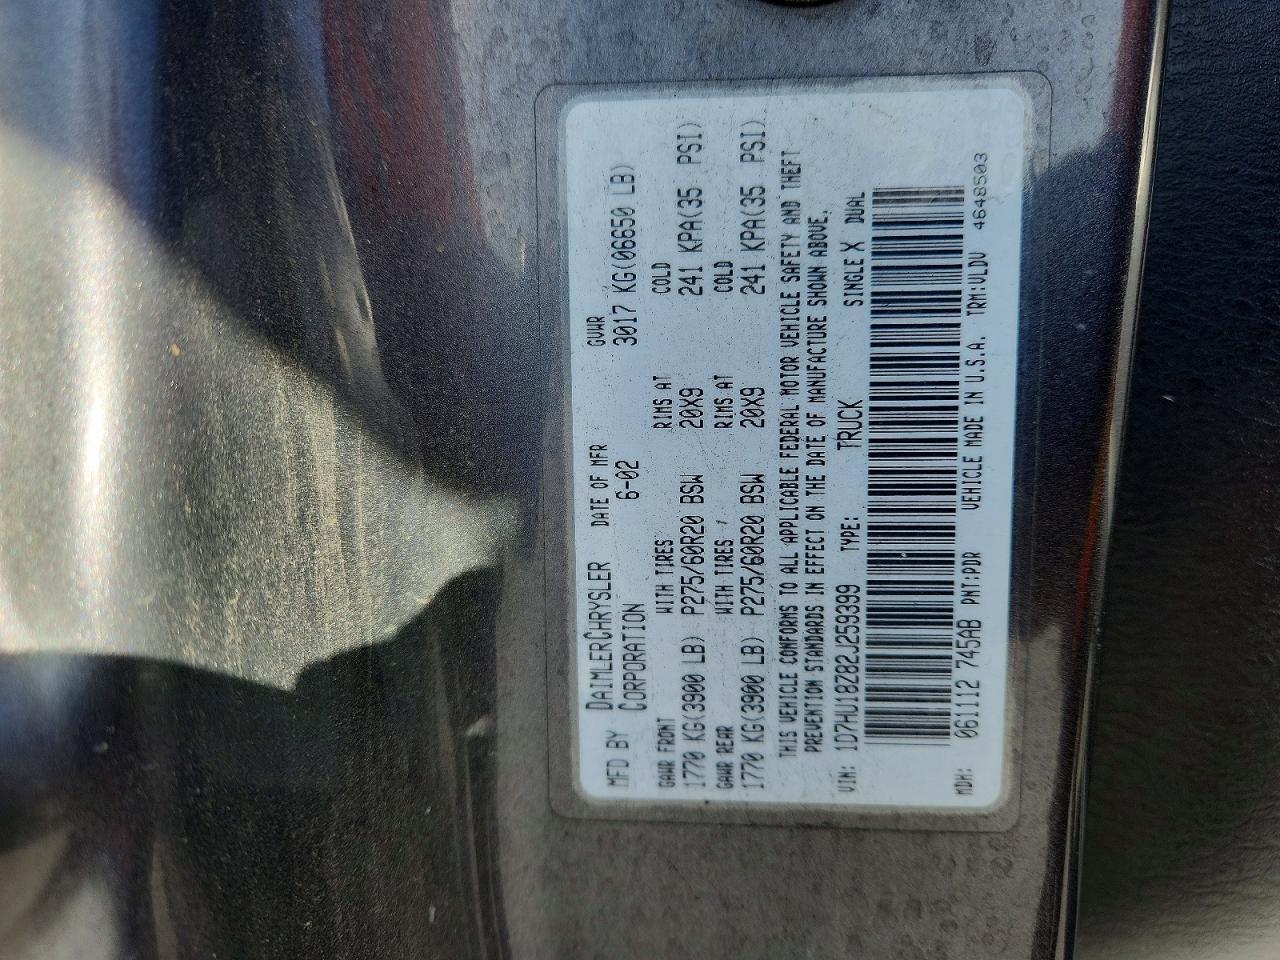 MFD BY DAIMLERCHRYSLER CORPORATION DATE OF MFR 6-02 GVWR 3017 KG(06650 LB)
GAWR FRONT WITH TIRES RIMS AT COLD
1770 KG(3900 LB) P275/60R20 BSW 20X9 241 KPA(35 PSI)
GAWR REAR WITH TIRES RIMS AT COLD
1770 KG(3900 LB) P275/60R20 BSW 20X9 241 KPA(35 PSI)
THIS VEHICLE CONFORMS TO ALL APPLICABLE FEDERAL MOTOR VEHICLE SAFETY AND THEFT
PREVENTION STANDARDS IN EFFECT ON THE DATE OF MANUFACTURE SHOWN ABOVE.
VIN: 1D7HU18Z82J259399 TYPE: TRUCK SINGLE X DUAL
MDH: 061112 745AB PNT:PDR VEHICLE MADE IN U.S.A. TRM:VLDV 4648503